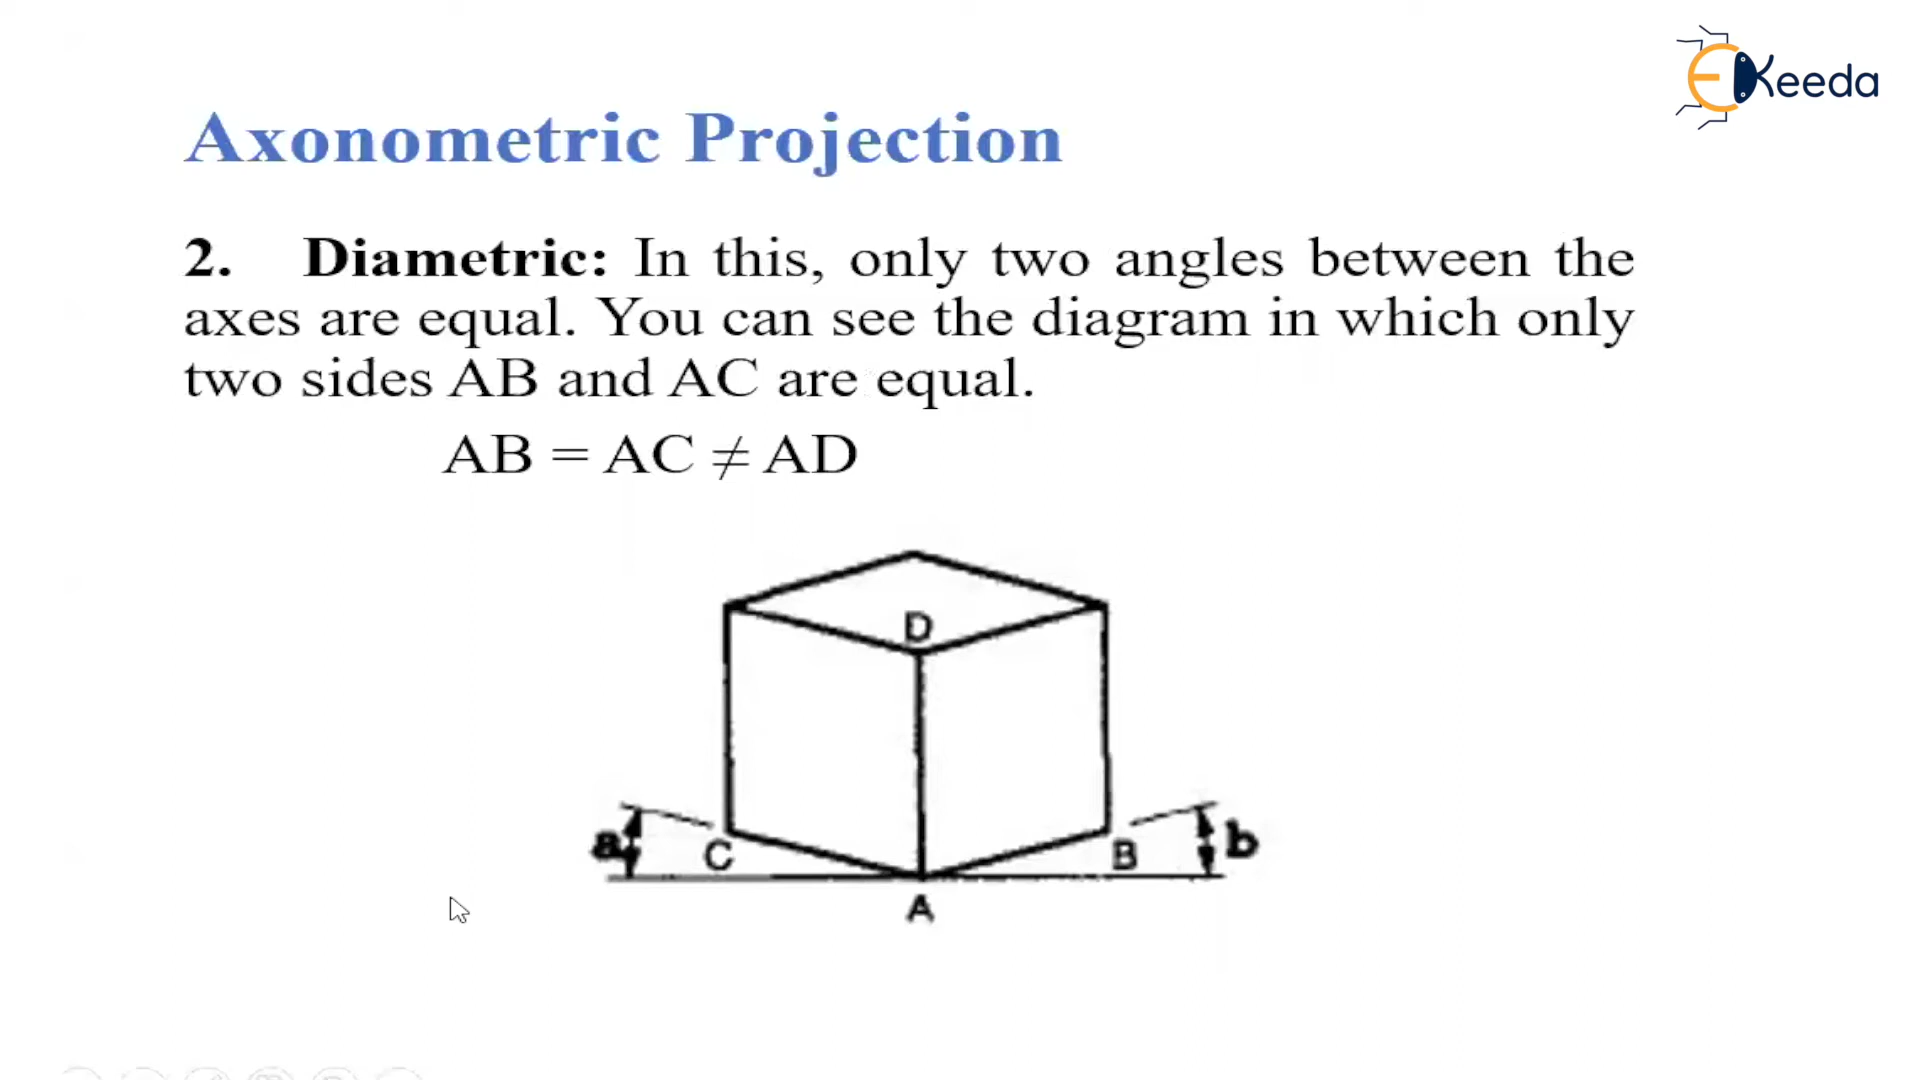 Keeda
Axonometric Projection
2. Diametric: In this, only two angles between the
axes are equal. You can see the diagram in which only
two sides AB and AC are equal.
AB = AC ≠ AD
D
a
C
B
b
A